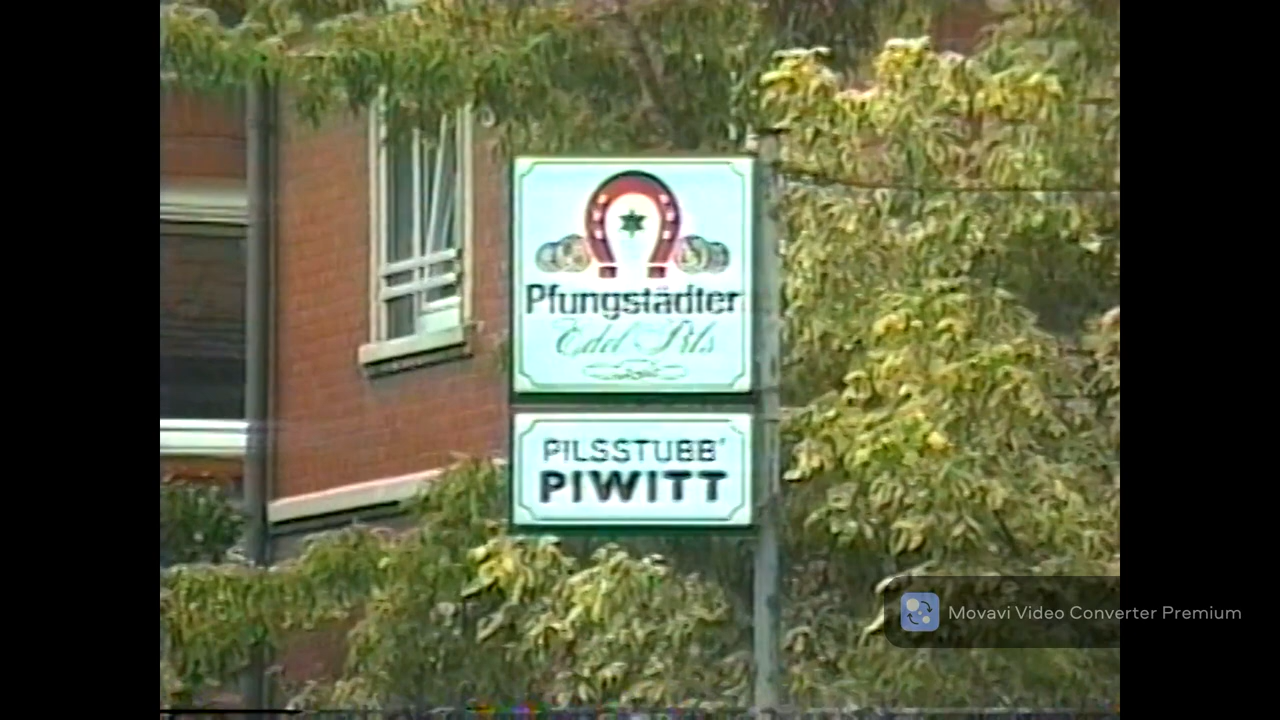 Pfungstädter
Edel Pils
PILSSTUBB'
PIWITT
Movavi Video Converter Premium